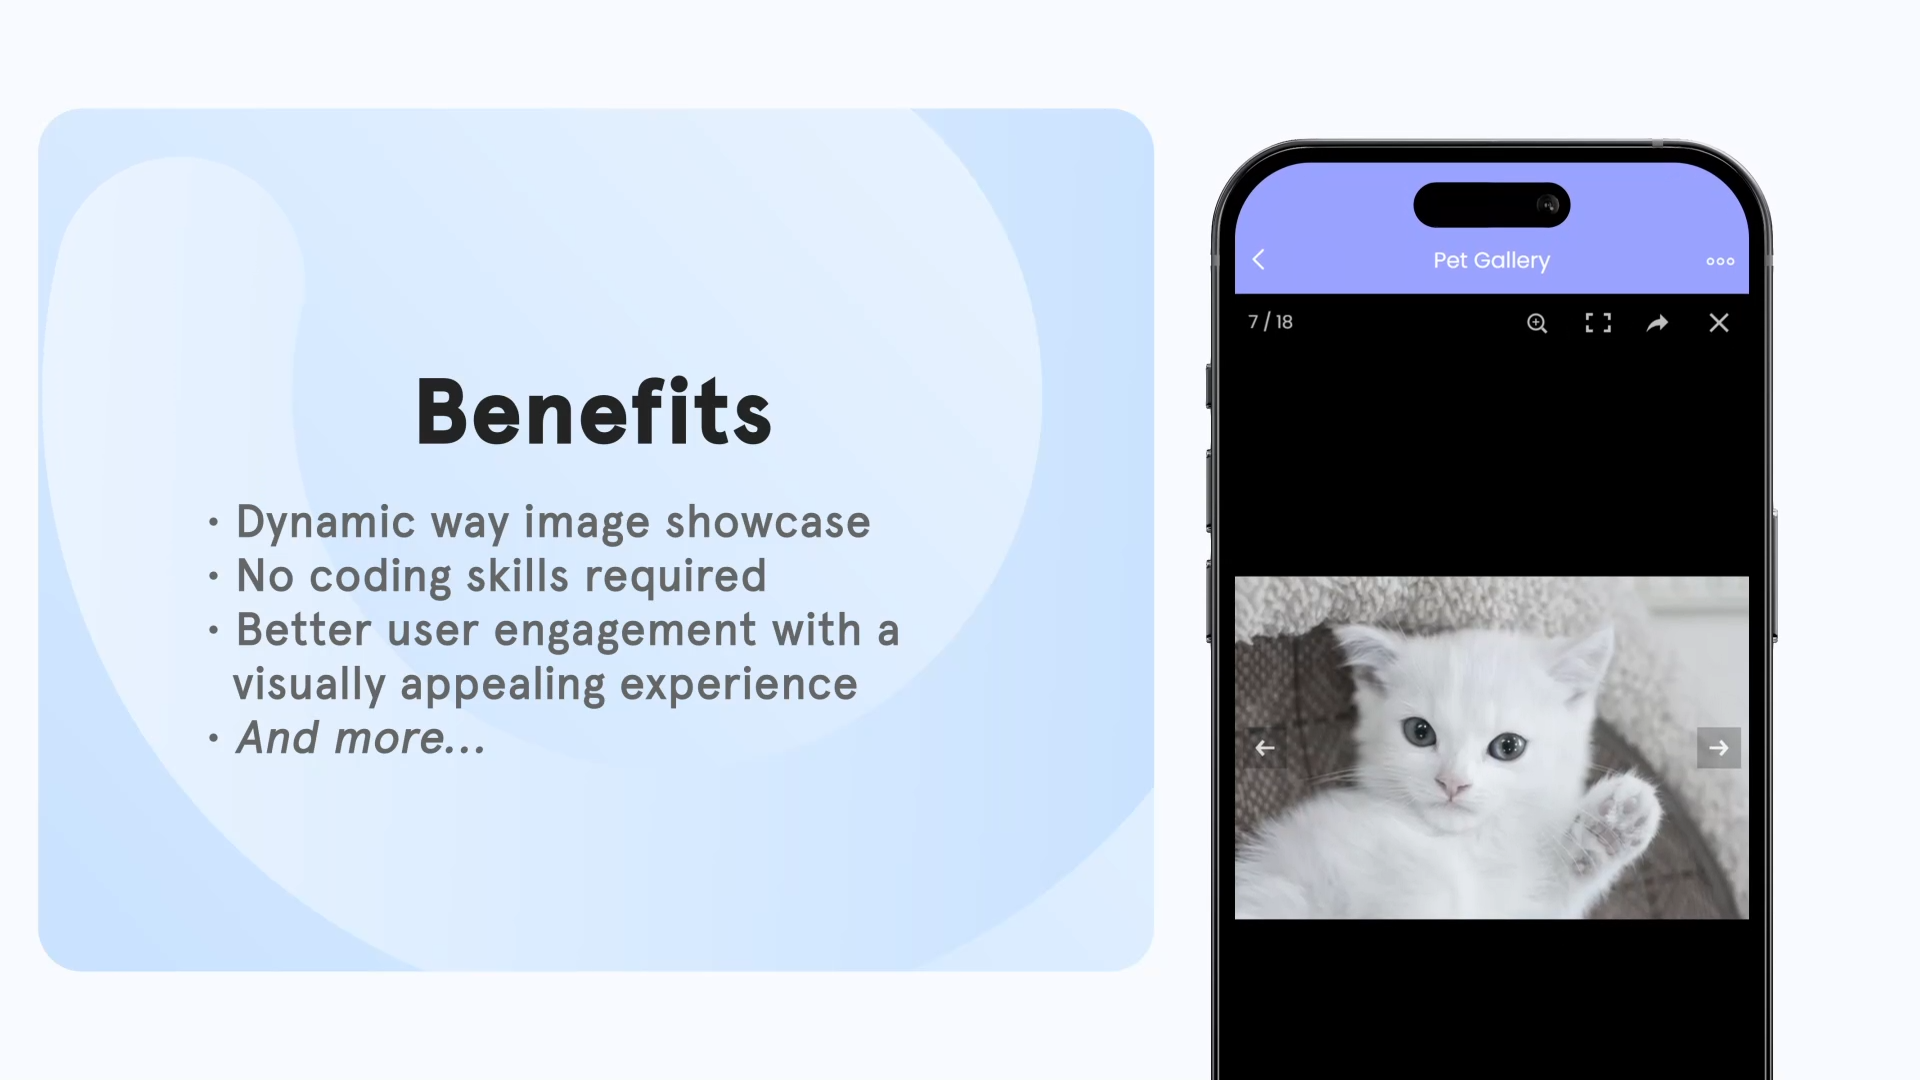 Benefits
• Dynamic way image showcase
• No coding skills required
• Better user engagement with a
visually appealing experience
• And more...
Pet Gallery
7 / 18